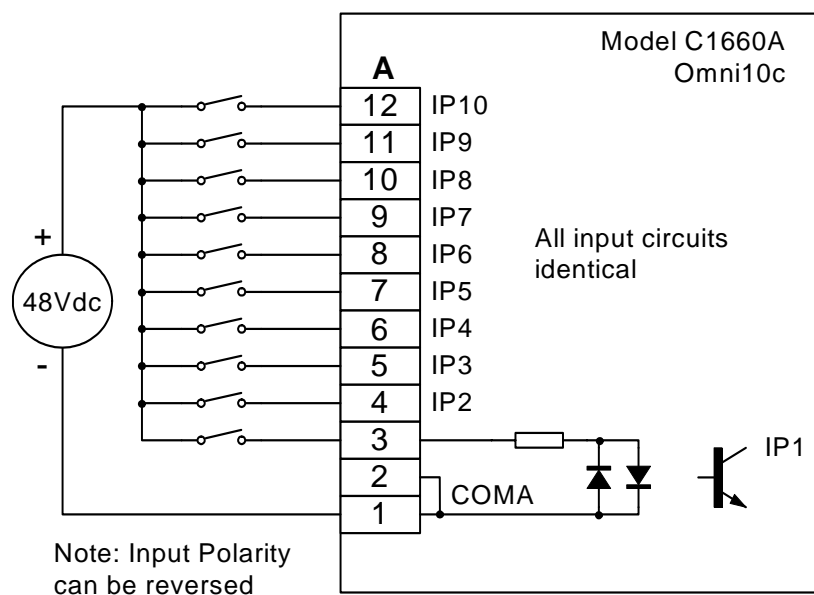 Model C1660A
Omni10c
A
12 IP10
11 IP9
10 IP8
9 IP7
+
8 IP6
All input circuits
identical
48Vdc
7 IP5
6 IP4
-
5 IP3
4 IP2
3
IP1
2
COMA
1
Note: Input Polarity
can be reversed